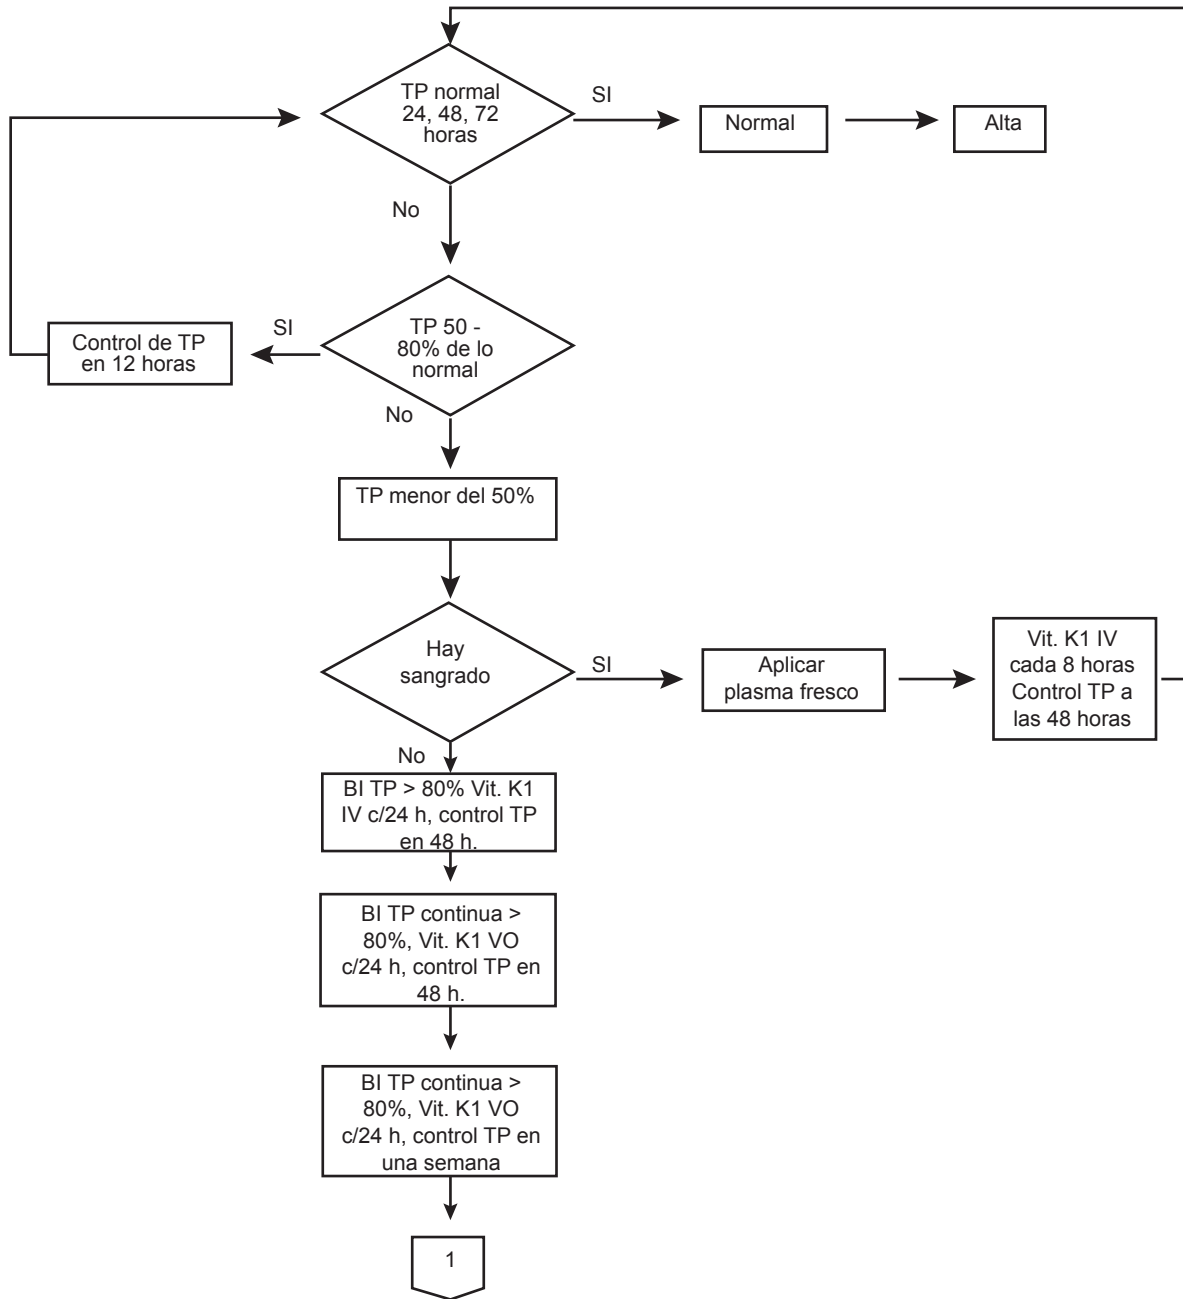 TP normal
24, 48, 72
horas
SI
Normal
Alta
No
TP 50 -
80% de lo
normal
SI
Control de TP
en 12 horas
No
TP menor del 50%
Hay
sangrado
SI
Aplicar
plasma fresco
Vit. K1 IV
cada 8 horas
Control TP a
las 48 horas
No
BI TP > 80% Vit. K1
IV c/24 h, control TP
en 48 h.
BI TP continua >
80%, Vit. K1 VO
c/24 h, control TP en
48 h.
BI TP continua >
80%, Vit. K1 VO
c/24 h, control TP en
una semana
1